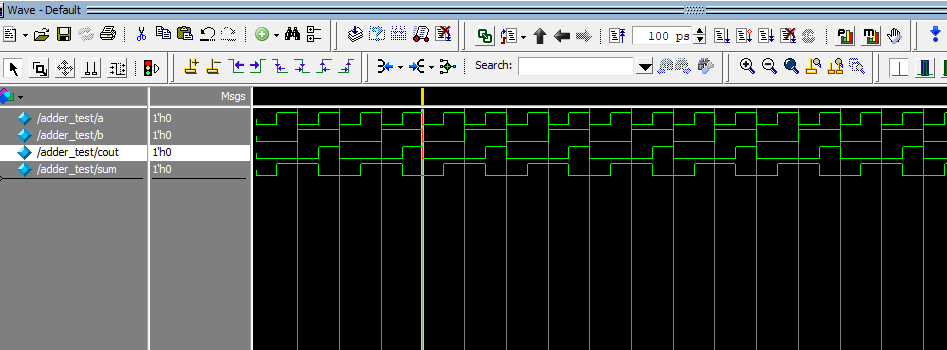 Wave - Default
100 ps
Search:
Msgs
/adder_test/a 1'h0
/adder_test/b 1'h0
/adder_test/cout 1'h0
/adder_test/sum 1'h0